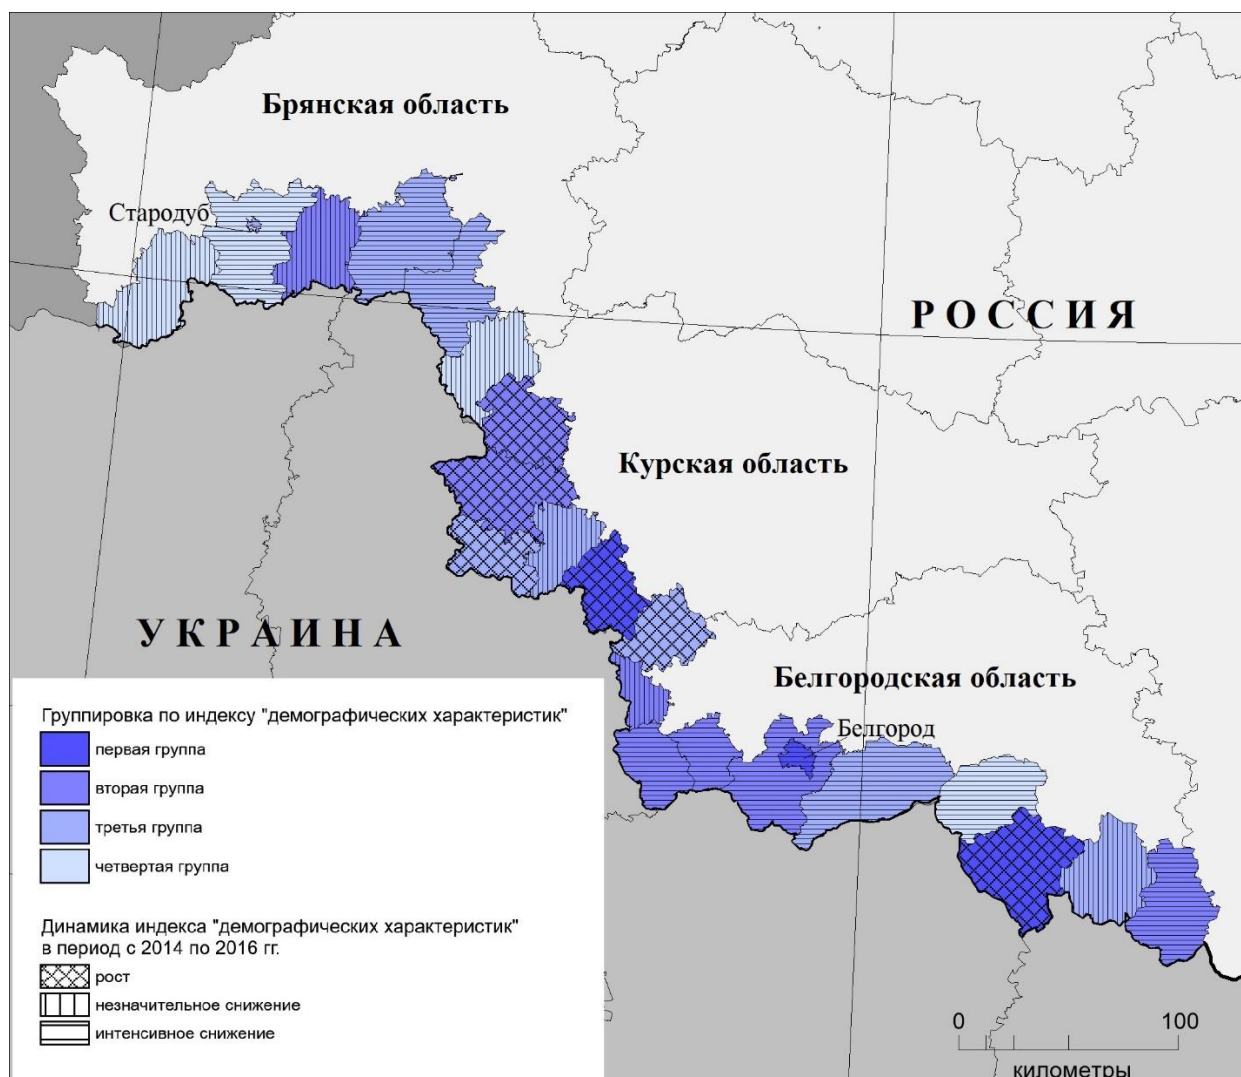 Брянская область
Стародуб
РОССИЯ
Курская область
УКРАИНА
Белгородская область
Белгород
Группировка по индексу "демографических характеристик"
первая группа
вторая группа
третья группа
четвертая группа
Динамика индекса "демографических характеристик"
в период с 2014 по 2016 гг.
рост
незначительное снижение
интенсивное снижение
0 100
километры